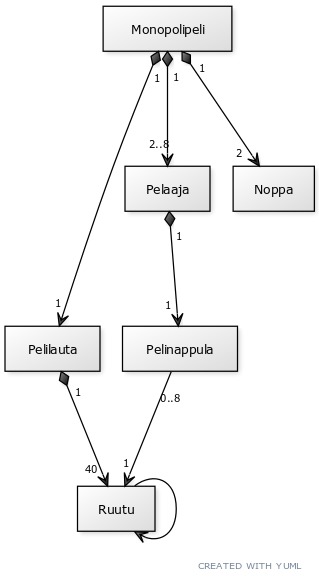 Monopolipeli
1
1
1
2..8
2
Pelaaja
Noppa
1
1
1
Pelilauta
Pelinappula
1
0..8
40
1
Ruutu
CREATED WITH YUML